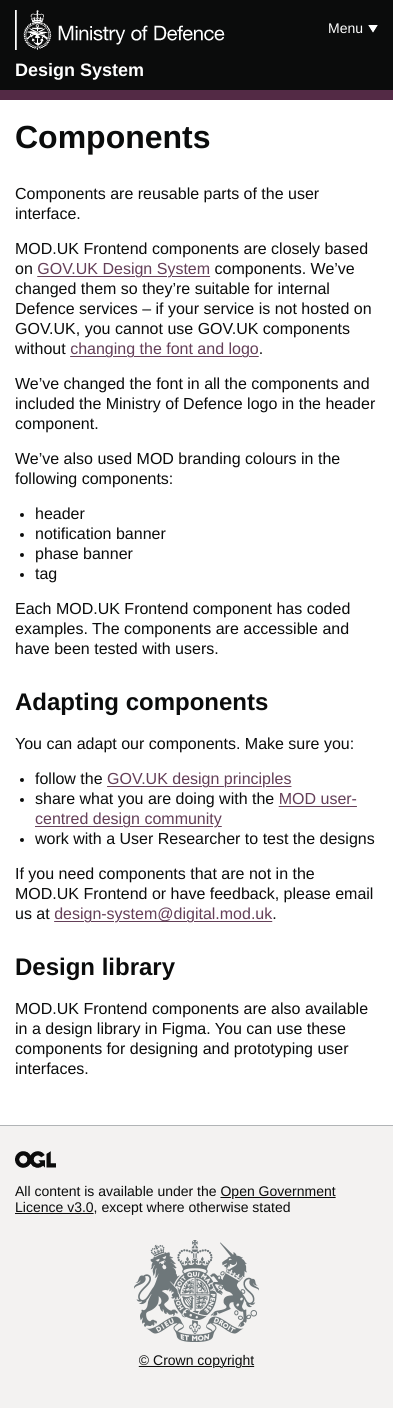 Ministry of Defence
Menu ▼
Design System
Components
Components are reusable parts of the user
interface.
MOD.UK Frontend components are closely based
on GOV.UK Design System components. We’ve
changed them so they’re suitable for internal
Defence services – if your service is not hosted on
GOV.UK, you cannot use GOV.UK components
without changing the font and logo.
We’ve changed the font in all the components and
included the Ministry of Defence logo in the header
component.
We’ve also used MOD branding colours in the
following components:
• header
• notification banner
• phase banner
• tag
Each MOD.UK Frontend component has coded
examples. The components are accessible and
have been tested with users.
Adapting components
You can adapt our components. Make sure you:
• follow the GOV.UK design principles
• share what you are doing with the MOD user-
centred design community
• work with a User Researcher to test the designs
If you need components that are not in the
MOD.UK Frontend or have feedback, please email
us at design-system@digital.mod.uk.
Design library
MOD.UK Frontend components are also available
in a design library in Figma. You can use these
components for designing and prototyping user
interfaces.
OGL
All content is available under the Open Government
Licence v3.0, except where otherwise stated
DIEU ET MON DROIT
© Crown copyright